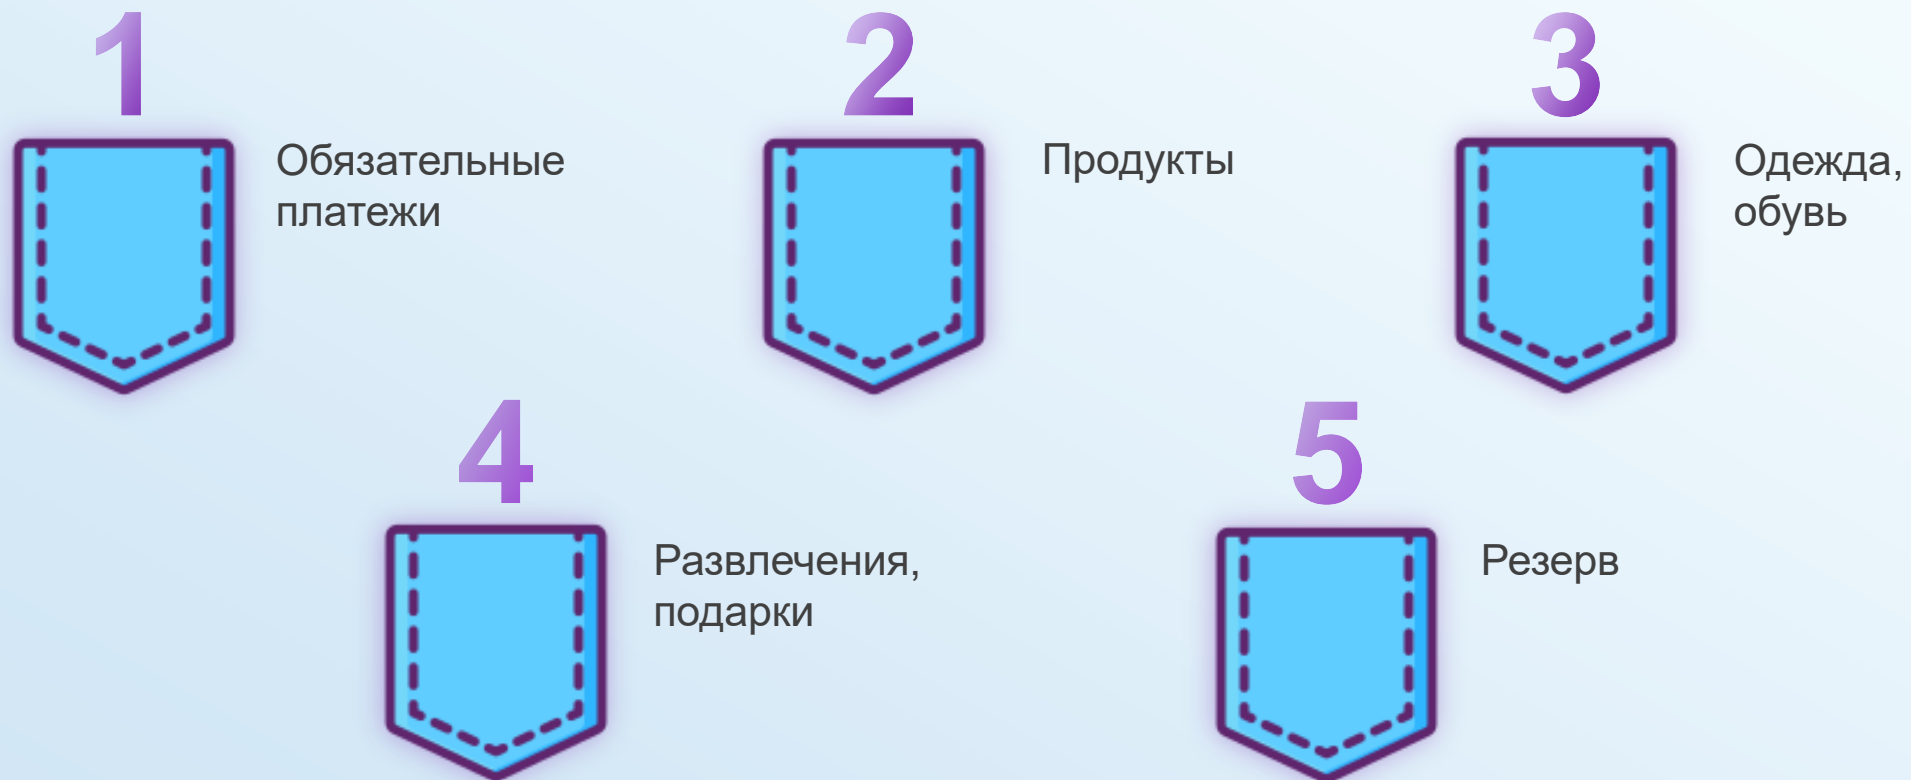 1
Обязательные
платежи
2
Продукты
3
Одежда,
обувь
4
Развлечения,
подарки
5
Резерв